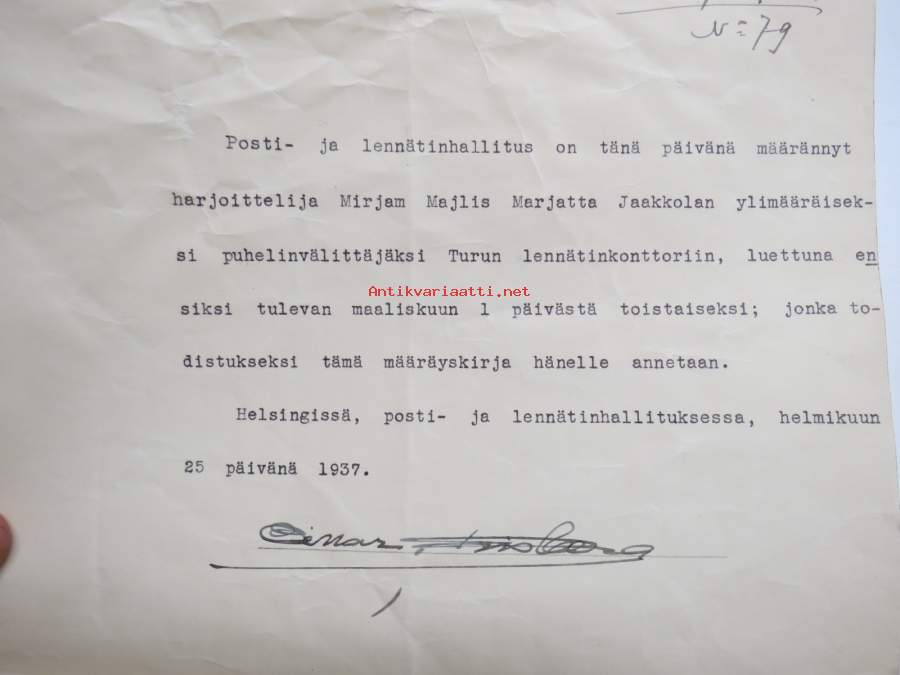 N=79
Posti- ja lennätinhallitus on tänä päivänä määrännyt
harjoittelija Mirjam Majlis Marjatta Jaakkolan ylimääräisek-
si puhelinvälittäjäksi Turun lennätinkonttoriin, luettuna en
Antikvariaatti.net
siksi tulevan maaliskuun 1 päivästä toistaiseksi; jonka to-
distukseksi tämä määräyskirja hänelle annetaan.
Helsingissä, posti- ja lennätinhallituksessa, helmikuun
25 päivänä 1937.